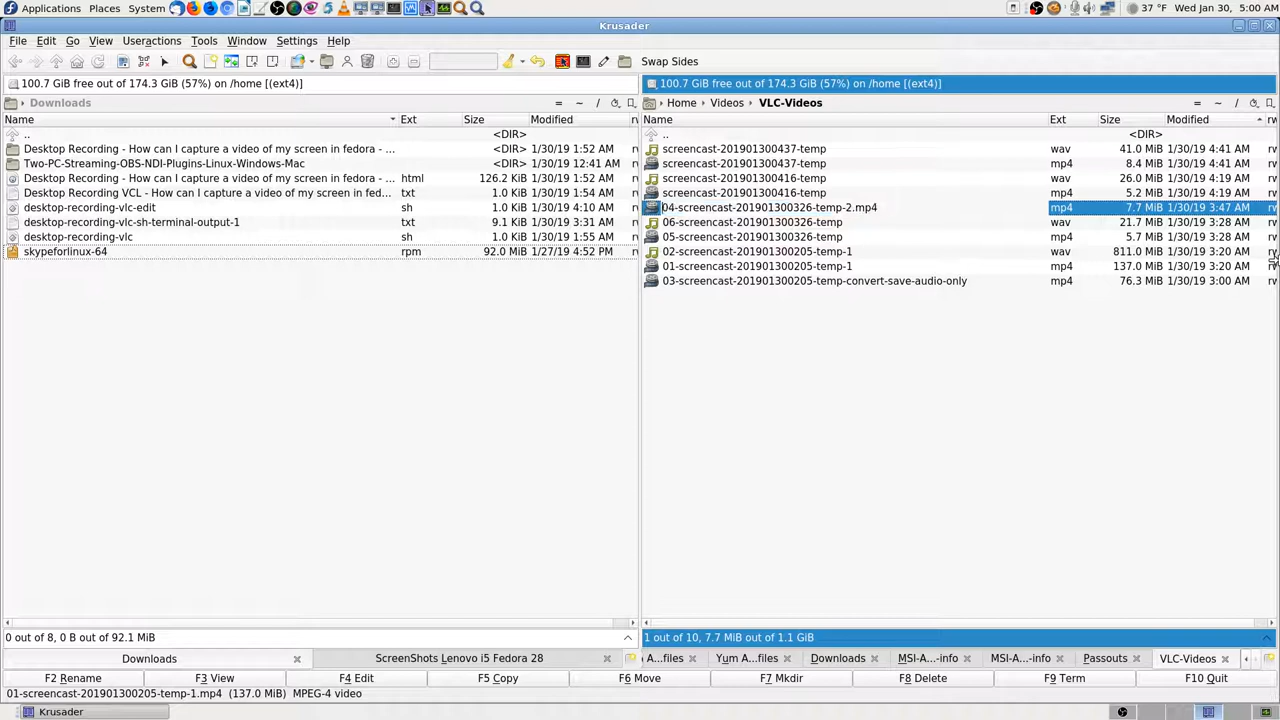 Applications Places System 37 °F Wed Jan 30, 5:00 AM
Krusader
File Edit Go View Useractions Tools Window Settings Help
Swap Sides
100.7 GiB free out of 174.3 GiB (57%) on /home [(ext4)] 100.7 GiB free out of 174.3 GiB (57%) on /home [(ext4)]
Downloads = ~ / Home Videos VLC-Videos = ~ /
Name Ext Size Modified rw Name Ext Size Modified rw
.. <DIR> .. <DIR>
Desktop Recording - How can I capture a video of my screen in fedora - ... <DIR> 1/30/19 1:52 AM screencast-201901300437-temp wav 41.0 MiB 1/30/19 4:41 AM rw
Two-PC-Streaming-OBS-NDI-Plugins-Linux-Windows-Mac <DIR> 1/30/19 12:41 AM screencast-201901300437-temp mp4 8.4 MiB 1/30/19 4:41 AM rw
Desktop Recording - How can I capture a video of my screen in fedora - ... html 126.2 KiB 1/30/19 1:52 AM screencast-201901300416-temp wav 26.0 MiB 1/30/19 4:19 AM rw
Desktop Recording VCL - How can I capture a video of my screen in fed... txt 1.0 KiB 1/30/19 1:54 AM screencast-201901300416-temp mp4 5.2 MiB 1/30/19 4:19 AM rw
desktop-recording-vlc-edit sh 1.0 KiB 1/30/19 4:10 AM 04-screencast-201901300326-temp-2.mp4 mp4 7.7 MiB 1/30/19 3:47 AM rw
desktop-recording-vlc-sh-terminal-output-1 txt 9.1 KiB 1/30/19 3:31 AM 06-screencast-201901300326-temp wav 21.7 MiB 1/30/19 3:28 AM rw
desktop-recording-vlc sh 1.0 KiB 1/30/19 1:55 AM 05-screencast-201901300326-temp mp4 5.7 MiB 1/30/19 3:28 AM rw
skypeforlinux-64 rpm 92.0 MiB 1/27/19 4:52 PM 02-screencast-201901300205-temp-1 wav 811.0 MiB 1/30/19 3:20 AM
01-screencast-201901300205-temp-1 mp4 137.0 MiB 1/30/19 3:20 AM rw
03-screencast-201901300205-temp-convert-save-audio-only mp4 76.3 MiB 1/30/19 3:00 AM rw
0 out of 8, 0 B out of 92.1 MiB 1 out of 10, 7.7 MiB out of 1.1 GiB
Downloads ScreenShots Lenovo i5 Fedora 28 A...files Yum A...files Downloads MSI-A...-info MSI-A...-info Passouts VLC-Videos
F2 Rename F3 View F4 Edit F5 Copy F6 Move F7 Mkdir F8 Delete F9 Term F10 Quit
01-screencast-201901300205-temp-1.mp4 (137.0 MiB) MPEG-4 video
Krusader